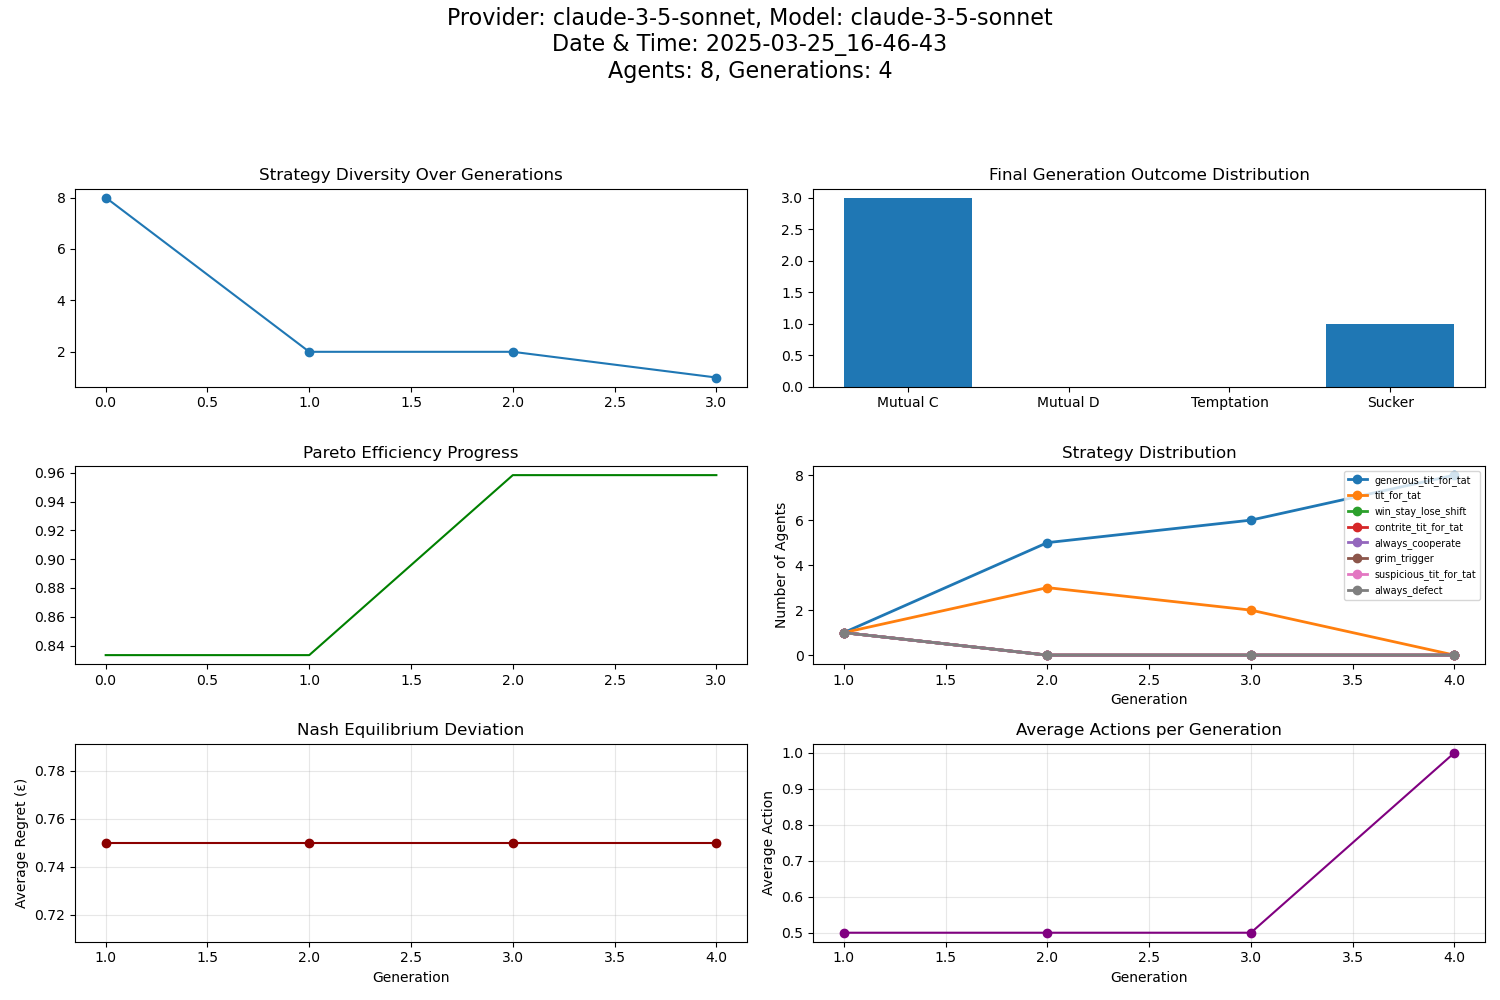 Provider: claude-3-5-sonnet, Model: claude-3-5-sonnet
Date & Time: 2025-03-25_16-46-43
Agents: 8, Generations: 4
Strategy Diversity Over Generations
8
6
4
2
0.0 0.5 1.0 1.5 2.0 2.5 3.0
Final Generation Outcome Distribution
3.0
2.5
2.0
1.5
1.0
0.5
0.0
Mutual C Mutual D Temptation Sucker
Pareto Efficiency Progress
0.96
0.94
0.92
0.90
0.88
0.86
0.84
0.0 0.5 1.0 1.5 2.0 2.5 3.0
Strategy Distribution
Number of Agents
8
6
4
2
0
generous_tit_for_tat
tit_for_tat
win_stay_lose_shift
contrite_tit_for_tat
always_cooperate
grim_trigger
suspicious_tit_for_tat
always_defect
1.0 1.5 2.0 2.5 3.0 3.5 4.0
Generation
Nash Equilibrium Deviation
Average Regret (ε)
0.78
0.76
0.74
0.72
1.0 1.5 2.0 2.5 3.0 3.5 4.0
Generation
Average Actions per Generation
Average Action
1.0
0.9
0.8
0.7
0.6
0.5
1.0 1.5 2.0 2.5 3.0 3.5 4.0
Generation